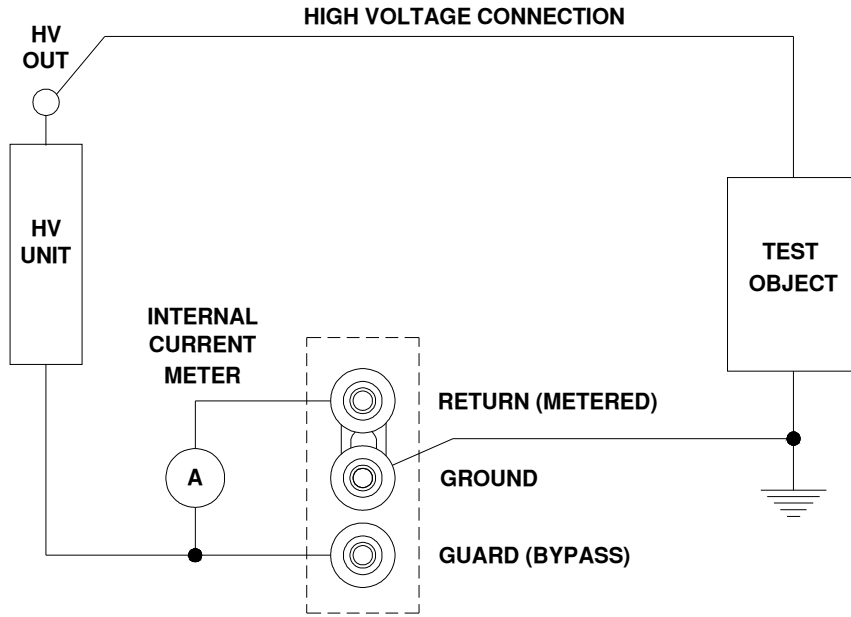 HIGH VOLTAGE CONNECTION
HV
OUT
HV
UNIT
TEST
OBJECT
INTERNAL
CURRENT
METER
RETURN (METERED)
A
GROUND
GUARD (BYPASS)